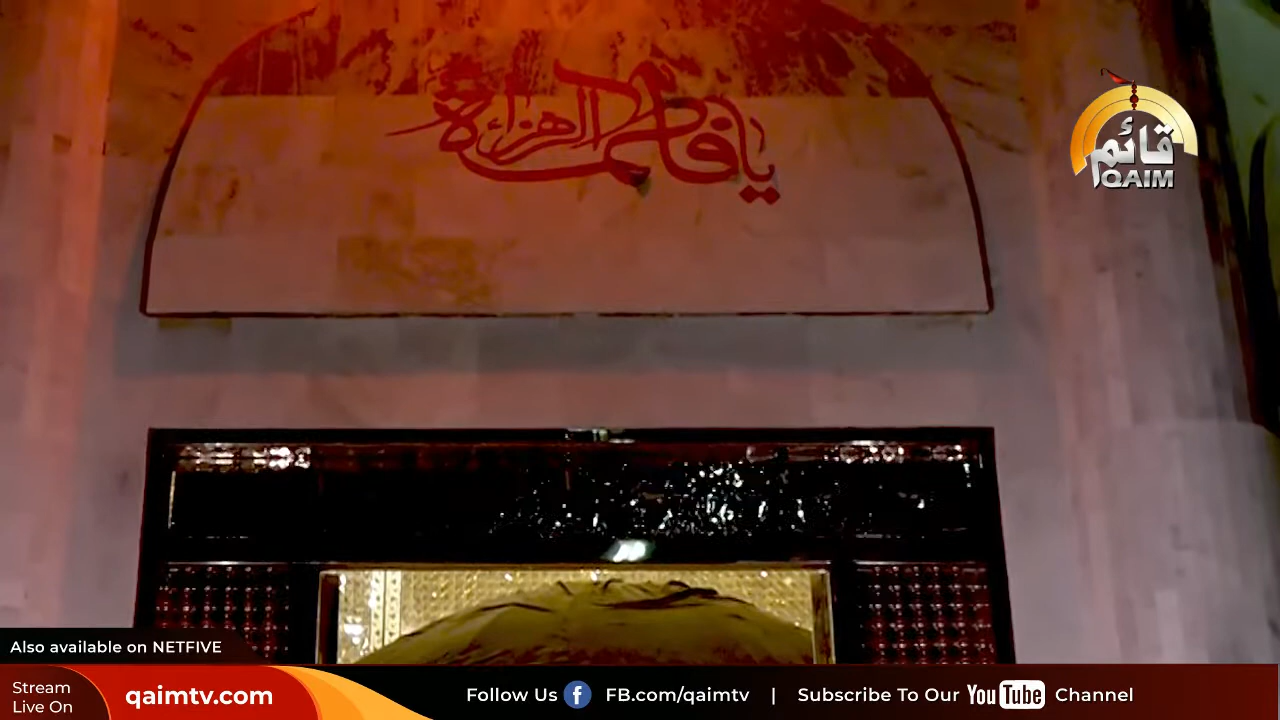 يا فاطمة الزهراء
قائم
QAIM
Also available on NETFIVE
Stream
Live On
qaimtv.com
Follow Us f FB.com/qaimtv | Subscribe To Our YouTube Channel